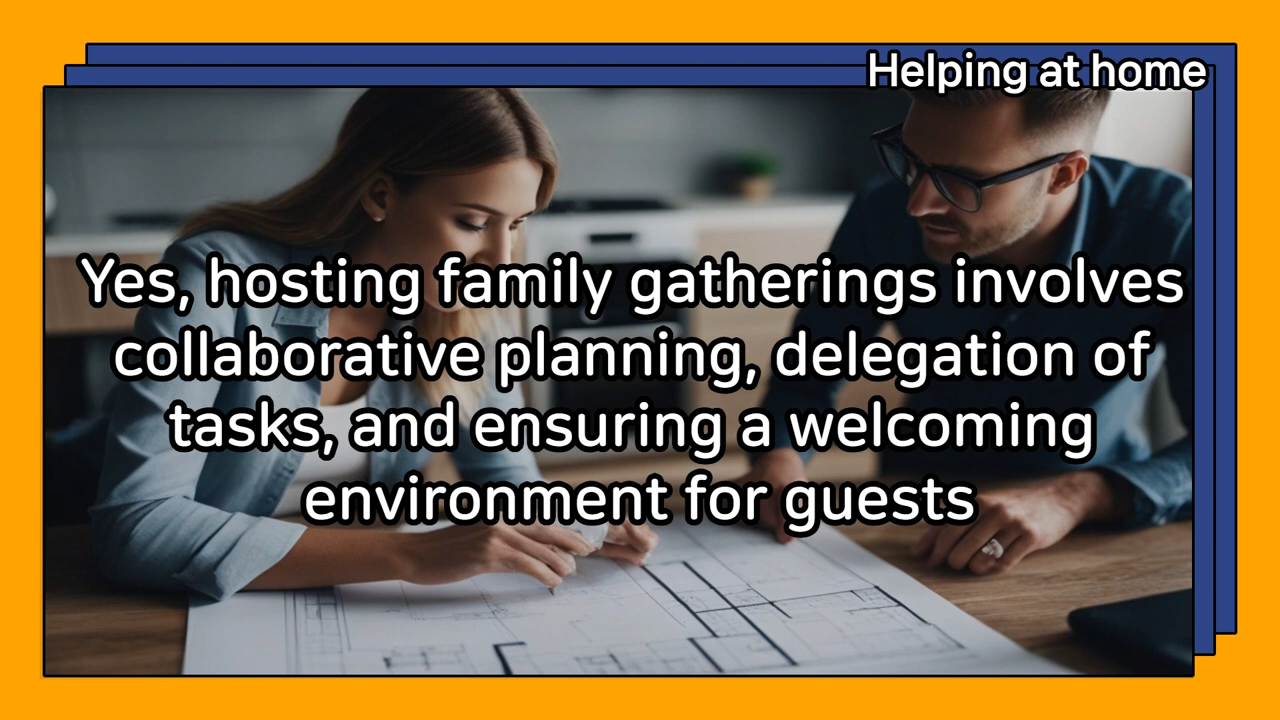 Helping at home
Yes, hosting family gatherings involves
collaborative planning, delegation of
tasks, and ensuring a welcoming
environment for guests